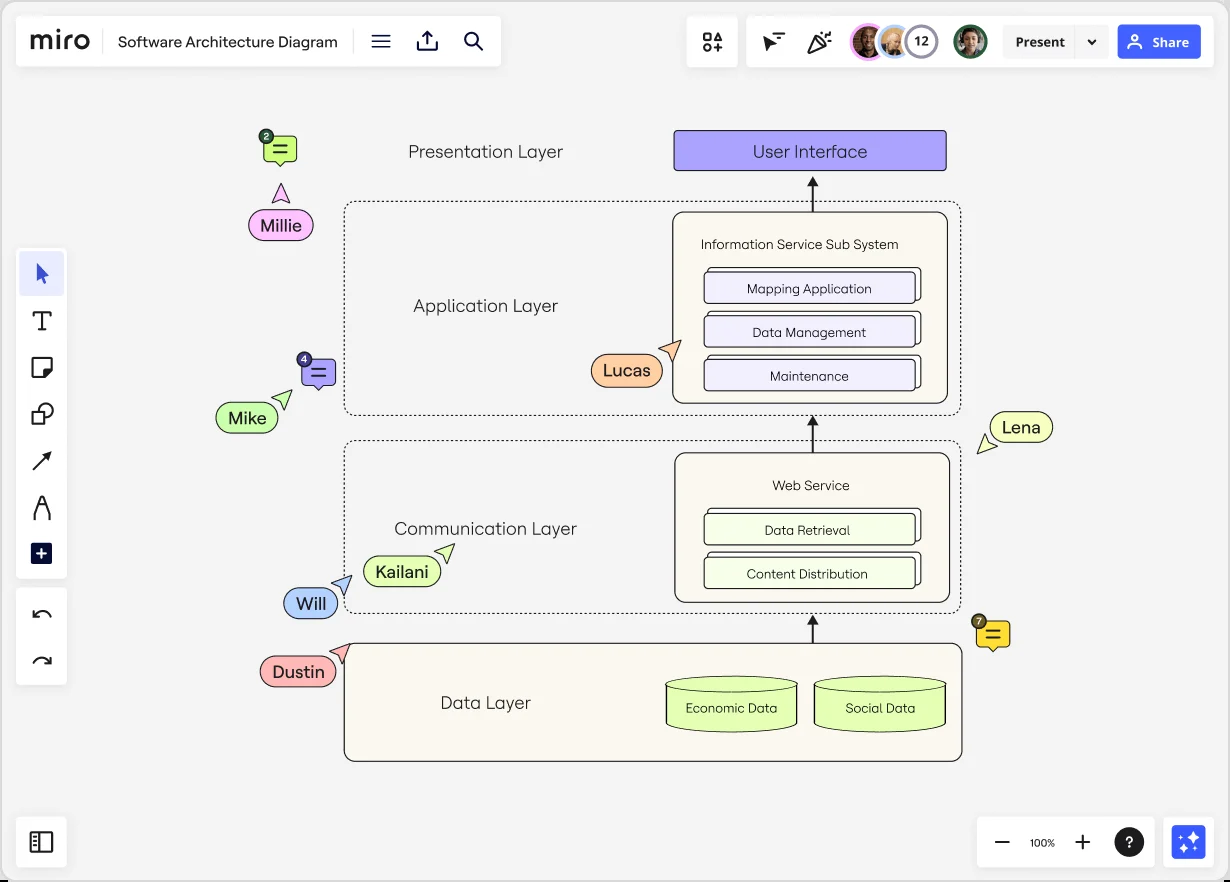 miro
Software Architecture Diagram
12
Present
Share
2
Presentation Layer
User Interface
Millie
Information Service Sub System
Mapping Application
Application Layer
Data Management
4
Lucas
Maintenance
Mike
Lena
Web Service
Communication Layer
Data Retrieval
Kailani
Content Distribution
Will
7
Dustin
Data Layer
Economic Data
Social Data
100%
?